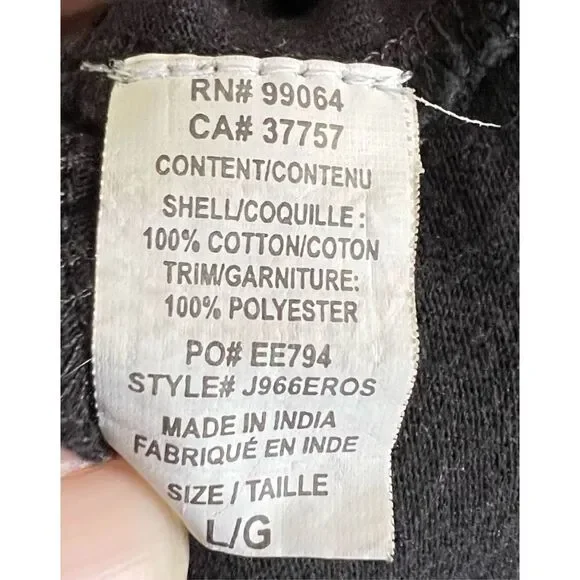 RN# 99064
CA# 37757
CONTENT/CONTENU
SHELL/COQUILLE:
100% COTTON/COTON
TRIM/GARNITURE:
100% POLYESTER
PO# EE794
STYLE# J966EROS
MADE IN INDIA
FABRIQUÉ EN INDE
SIZE / TAILLE
L/G